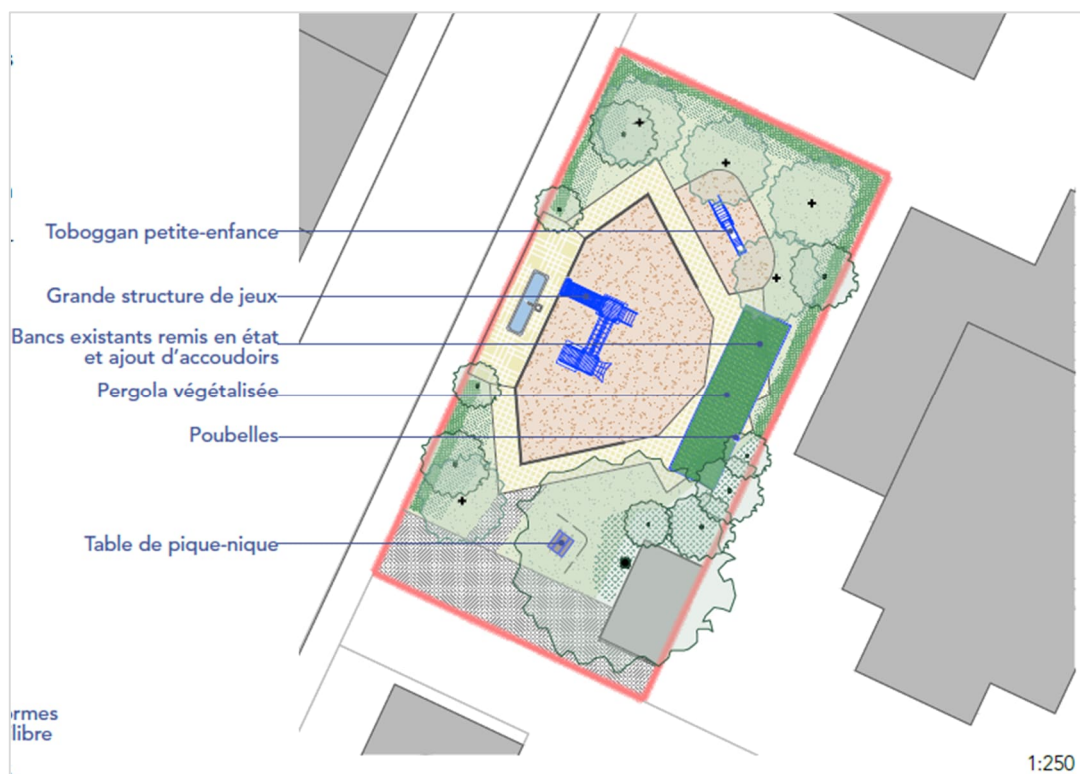 Toboggan petite-enfance
Grande structure de jeux
Bancs existants remis en état
et ajout d'accoudoirs
Pergola végétalisée
Poubelles
Table de pique-nique
libre
1:250